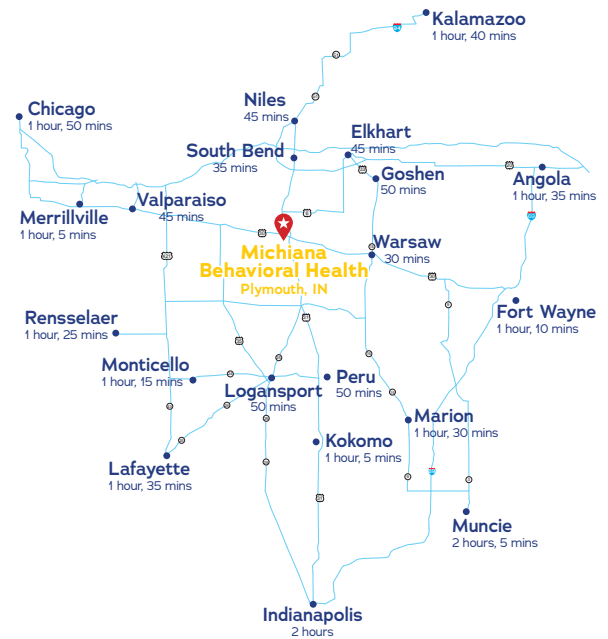 Kalamazoo
1 hour, 40 mins
Niles
45 mins
Chicago
1 hour, 50 mins
Elkhart
45 mins
South Bend
35 mins
Goshen
50 mins
Angola
1 hour, 35 mins
Valparaiso
45 mins
Merrillville
1 hour, 5 mins
Warsaw
30 mins
Michiana
Behavioral Health
Plymouth, IN
Fort Wayne
1 hour, 10 mins
Rensselaer
1 hour, 25 mins
Monticello
1 hour, 15 mins
Peru
50 mins
Logansport
50 mins
Marion
1 hour, 30 mins
Kokomo
1 hour, 5 mins
Lafayette
1 hour, 35 mins
Muncie
2 hours, 5 mins
Indianapolis
2 hours